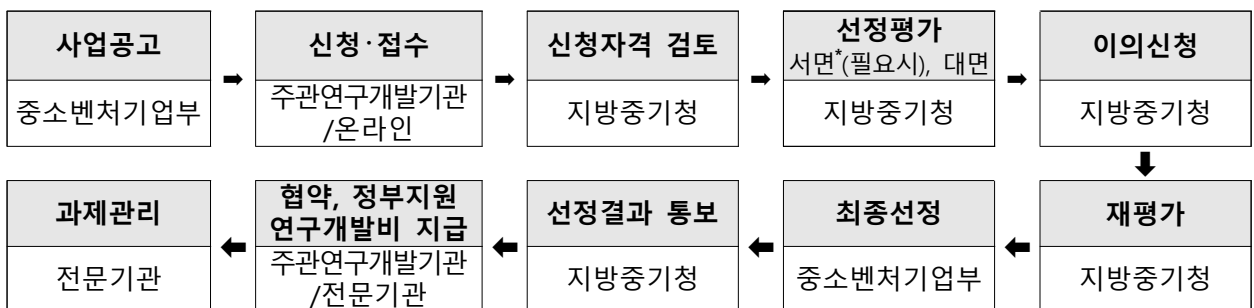 사업공고
중소벤처기업부
신청·접수
주관연구개발기관
/온라인
신청자격 검토
지방중기청
선정평가
서면*(필요시), 대면
지방중기청
이의신청
지방중기청
재평가
지방중기청
최종선정
중소벤처기업부
선정결과 통보
지방중기청
협약, 정부지원
연구개발비 지급
주관연구개발기관
/전문기관
과제관리
전문기관